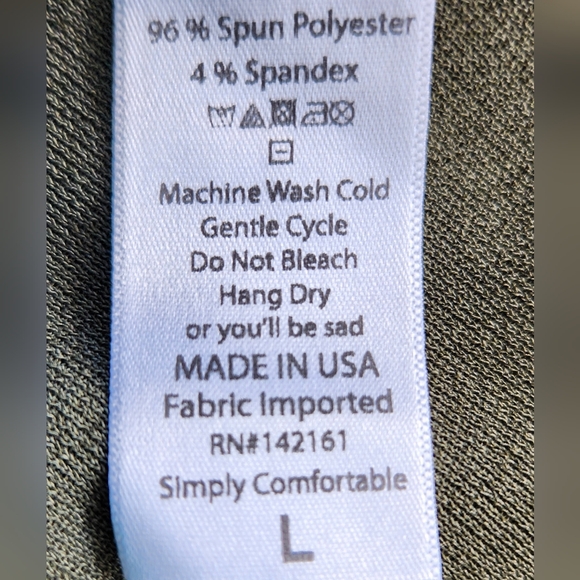 96 % Spun Polyester
4 % Spandex
Machine Wash Cold
Gentle Cycle
Do Not Bleach
Hang Dry
or you'll be sad
MADE IN USA
Fabric Imported
RN#142161
Simply Comfortable
L